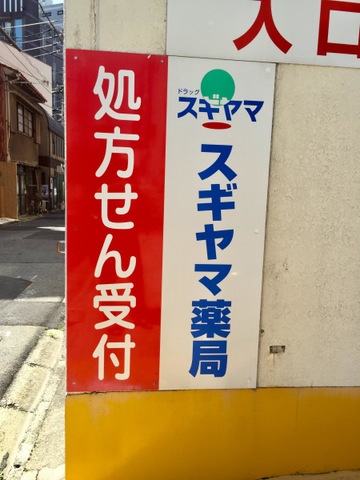 入口
処方せん受付
ドラッグ
スギヤマ
スギヤマ薬局